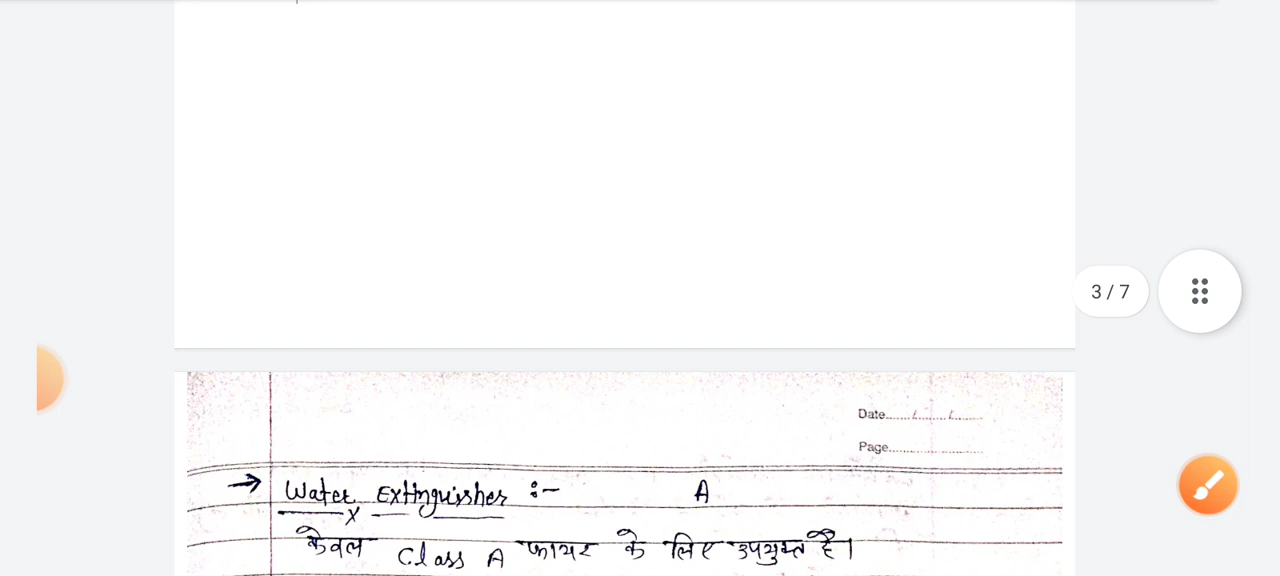 3 / 7
Date......./......../........
Page..........................
→ Water Extinguisher :- A
केवल Class A फायर के लिए उपयुक्त है।